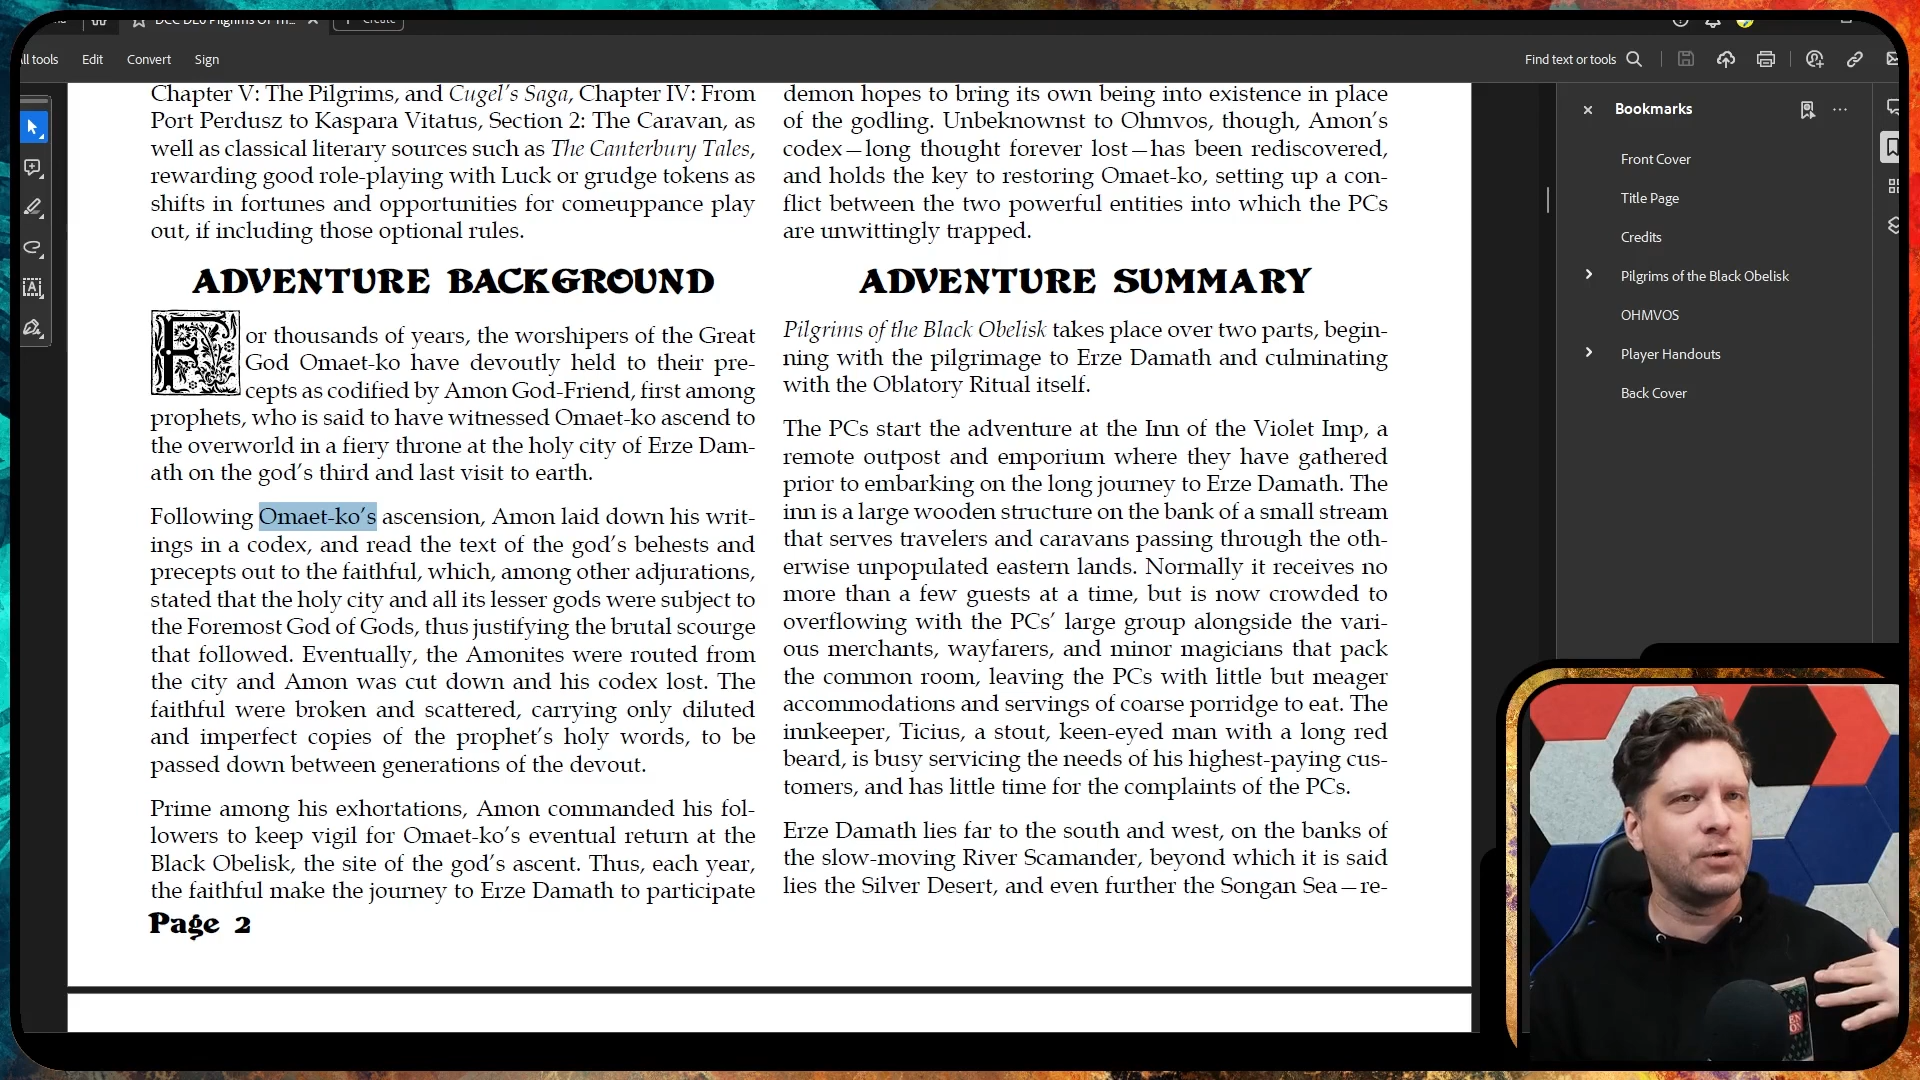 DCC DE6 Pilgrims Of Th...
Create
ll tools
Edit
Convert
Sign
Find text or tools
Chapter V: The Pilgrims, and Cugel's Saga, Chapter IV: From
Port Perdusz to Kaspara Vitatus, Section 2: The Caravan, as
well as classical literary sources such as The Canterbury Tales,
rewarding good role-playing with Luck or grudge tokens as
shifts in fortunes and opportunities for comeuppance play
out, if including those optional rules.
ADVENTURE BACKGROUND
For thousands of years, the worshipers of the Great
God Omaet-ko have devoutly held to their pre-
cepts as codified by Amon God-Friend, first among
prophets, who is said to have witnessed Omaet-ko ascend to
the overworld in a fiery throne at the holy city of Erze Dam-
ath on the god's third and last visit to earth.
Following Omaet-ko's ascension, Amon laid down his writ-
ings in a codex, and read the text of the god's behests and
precepts out to the faithful, which, among other adjurations,
stated that the holy city and all its lesser gods were subject to
the Foremost God of Gods, thus justifying the brutal scourge
that followed. Eventually, the Amonites were routed from
the city and Amon was cut down and his codex lost. The
faithful were broken and scattered, carrying only diluted
and imperfect copies of the prophet's holy words, to be
passed down between generations of the devout.
Prime among his exhortations, Amon commanded his fol-
lowers to keep vigil for Omaet-ko's eventual return at the
Black Obelisk, the site of the god's ascent. Thus, each year,
the faithful make the journey to Erze Damath to participate
Page 2
demon hopes to bring its own being into existence in place
of the godling. Unbeknownst to Ohmvos, though, Amon's
codex—long thought forever lost—has been rediscovered,
and holds the key to restoring Omaet-ko, setting up a con-
flict between the two powerful entities into which the PCs
are unwittingly trapped.
ADVENTURE SUMMARY
Pilgrims of the Black Obelisk takes place over two parts, begin-
ning with the pilgrimage to Erze Damath and culminating
with the Oblatory Ritual itself.
The PCs start the adventure at the Inn of the Violet Imp, a
remote outpost and emporium where they have gathered
prior to embarking on the long journey to Erze Damath. The
inn is a large wooden structure on the bank of a small stream
that serves travelers and caravans passing through the oth-
erwise unpopulated eastern lands. Normally it receives no
more than a few guests at a time, but is now crowded to
overflowing with the PCs' large group alongside the vari-
ous merchants, wayfarers, and minor magicians that pack
the common room, leaving the PCs with little but meager
accommodations and servings of coarse porridge to eat. The
innkeeper, Ticius, a stout, keen-eyed man with a long red
beard, is busy servicing the needs of his highest-paying cus-
tomers, and has little time for the complaints of the PCs.
Erze Damath lies far to the south and west, on the banks of
the slow-moving River Scamander, beyond which it is said
lies the Silver Desert, and even further the Songan Sea—re-
Bookmarks
Front Cover
Title Page
Credits
Pilgrims of the Black Obelisk
OHMVOS
Player Handouts
Back Cover